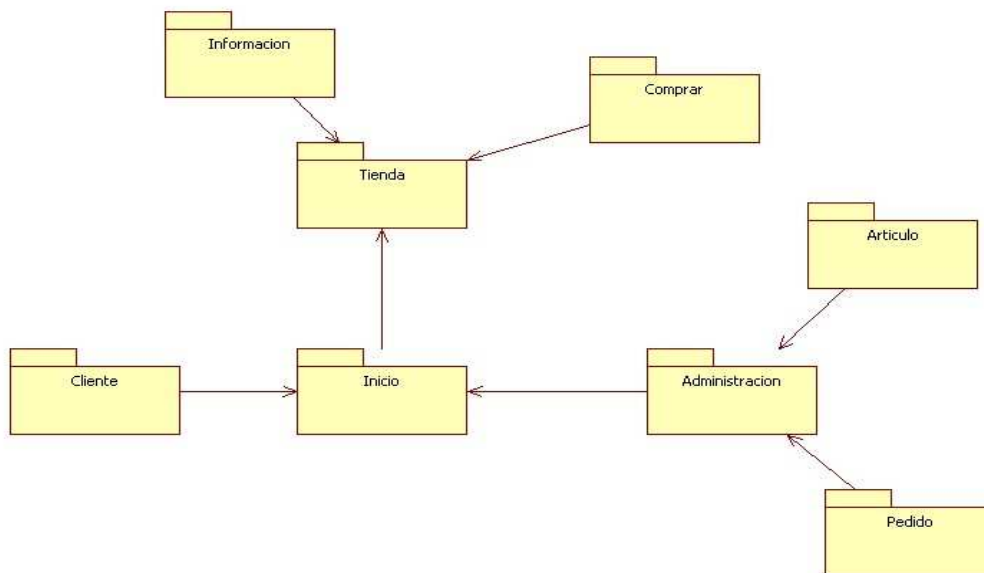 Informacion
Comprar
Tienda
Articulo
Cliente
Inicio
Administracion
Pedido